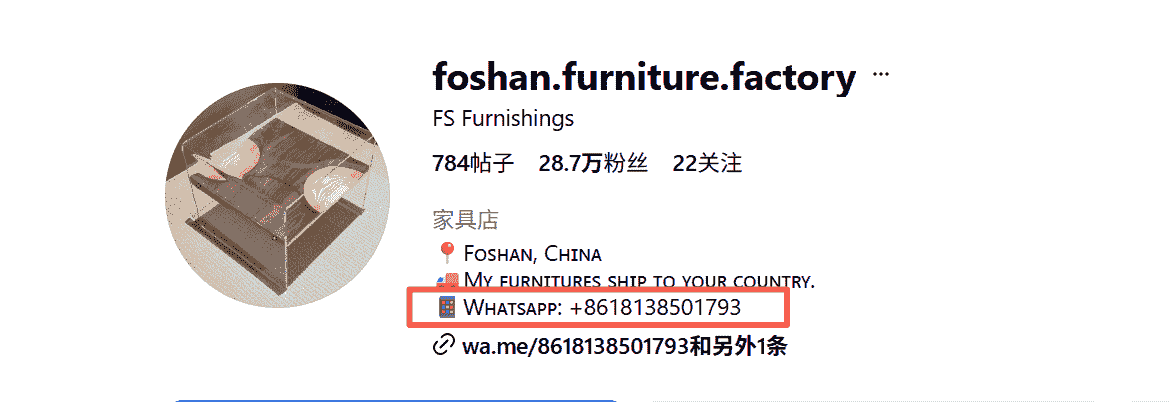 foshan.furniture.factory ...
FS Furnishings
784帖子 28.7万粉丝 22关注
家具店
📍 Foshan, China
🚚 My furnitures ship to your country.
📱 Whatsapp: +8618138501793
wa.me/8618138501793和另外1条